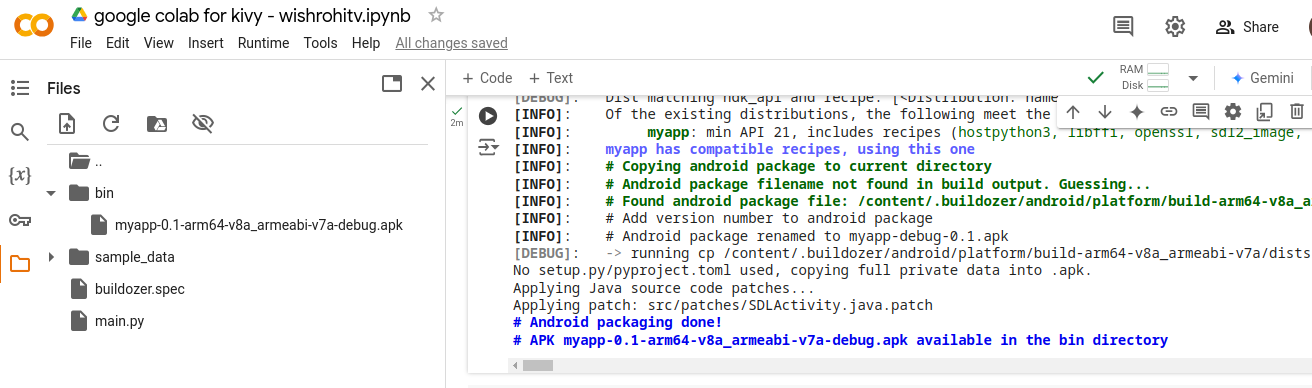 google colab for kivy - wishrohitv.ipynb
File Edit View Insert Runtime Tools Help All changes saved
Share
Files
+ Code + Text
RAM
Disk
Gemini
..
bin
myapp-0.1-arm64-v8a_armeabi-v7a-debug.apk
sample_data
buildozer.spec
main.py
{x}
2m
[DEBUG]: Dist matching ndk_api and recipe: [<Distribution: name
[INFO]: Of the existing distributions, the following meet the
[INFO]: myapp: min API 21, includes recipes (hostpython3, libffi, openssl, sdl2_image,
[INFO]: myapp has compatible recipes, using this one
[INFO]: # Copying android package to current directory
[INFO]: # Android package filename not found in build output. Guessing...
[INFO]: # Found android package file: /content/.buildozer/android/platform/build-arm64-v8a_a
[INFO]: # Add version number to android package
[INFO]: # Android package renamed to myapp-debug-0.1.apk
[DEBUG]: -> running cp /content/.buildozer/android/platform/build-arm64-v8a_armeabi-v7a/dists
No setup.py/pyproject.toml used, copying full private data into .apk.
Applying Java source code patches...
Applying patch: src/patches/SDLActivity.java.patch
# Android packaging done!
# APK myapp-0.1-arm64-v8a_armeabi-v7a-debug.apk available in the bin directory